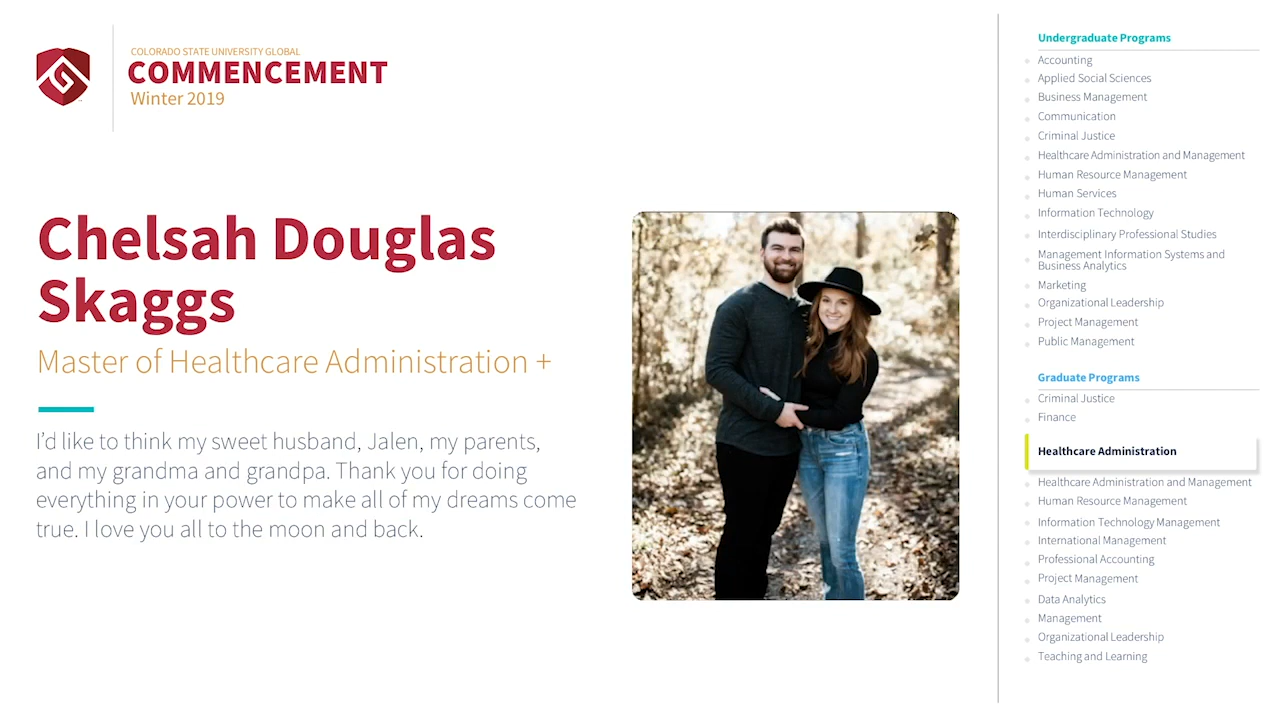 COLORADO STATE UNIVERSITY GLOBAL
COMMENCEMENT
Winter 2019
Chelsah Douglas
Skaggs
Master of Healthcare Administration +
I’d like to think my sweet husband, Jalen, my parents,
and my grandma and grandpa. Thank you for doing
everything in your power to make all of my dreams come
true. I love you all to the moon and back.
Undergraduate Programs
Accounting
Applied Social Sciences
Business Management
Communication
Criminal Justice
Healthcare Administration and Management
Human Resource Management
Human Services
Information Technology
Interdisciplinary Professional Studies
Management Information Systems and
Business Analytics
Marketing
Organizational Leadership
Project Management
Public Management
Graduate Programs
Criminal Justice
Finance
Healthcare Administration
Healthcare Administration and Management
Human Resource Management
Information Technology Management
International Management
Professional Accounting
Project Management
Data Analytics
Management
Organizational Leadership
Teaching and Learning